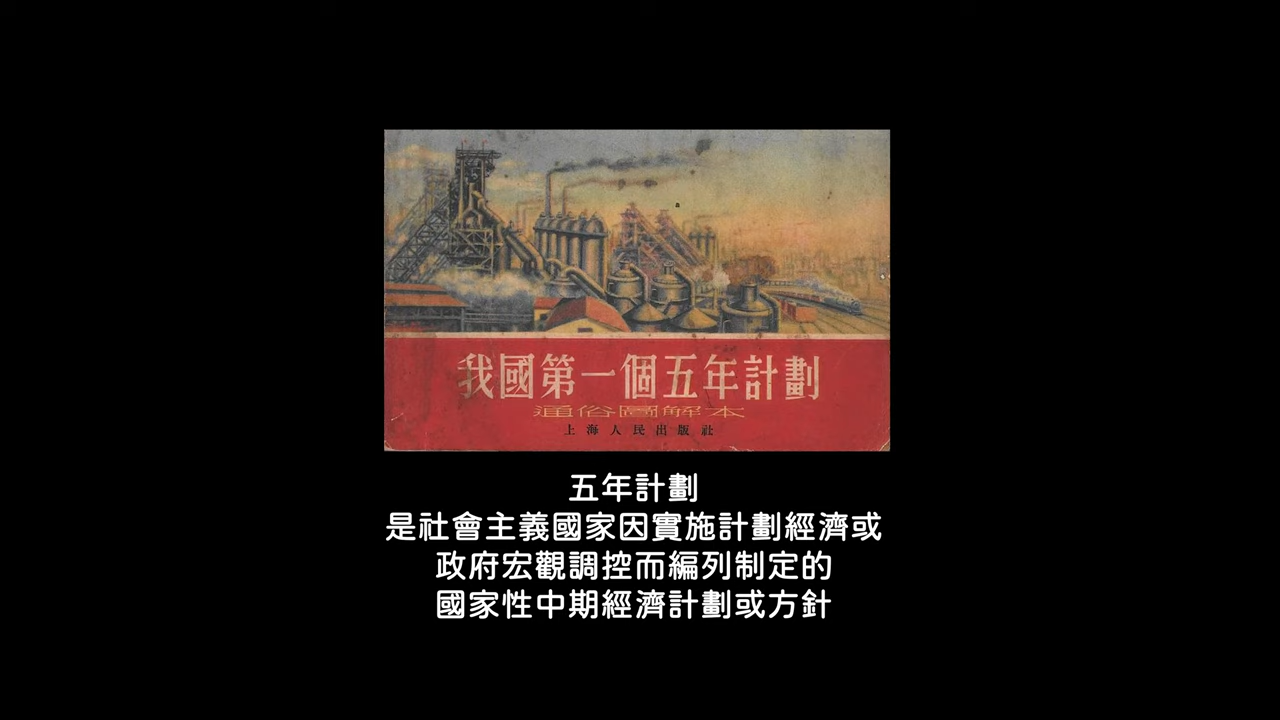 我國第一個五年計劃
通俗圖解本
上海人民出版社
五年計劃
是社會主義國家因實施計劃經濟或
政府宏觀調控而編列制定的
國家性中期經濟計劃或方針